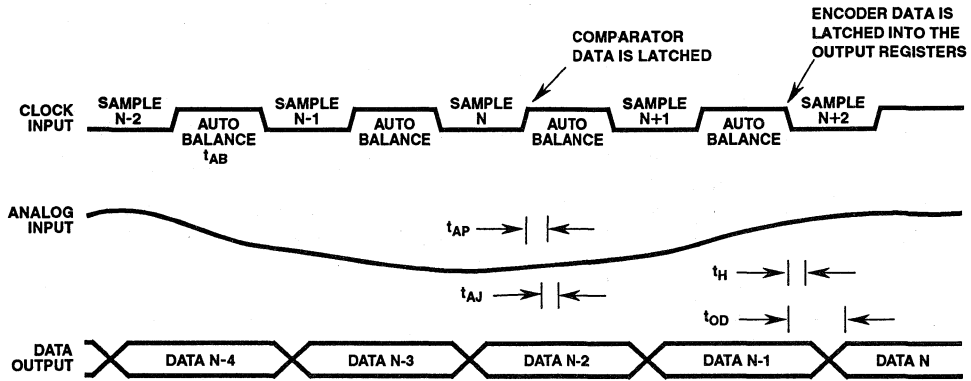 ENCODER DATA IS
LATCHED INTO THE
OUTPUT REGISTERS
COMPARATOR
DATA IS LATCHED
CLOCK
INPUT
SAMPLE
N-2
AUTO
BALANCE
tAB
SAMPLE
N-1
AUTO
BALANCE
SAMPLE
N
AUTO
BALANCE
SAMPLE
N+1
AUTO
BALANCE
SAMPLE
N+2
ANALOG
INPUT
tAP
tAJ
tH
tOD
DATA
OUTPUT
DATA N-4
DATA N-3
DATA N-2
DATA N-1
DATA N